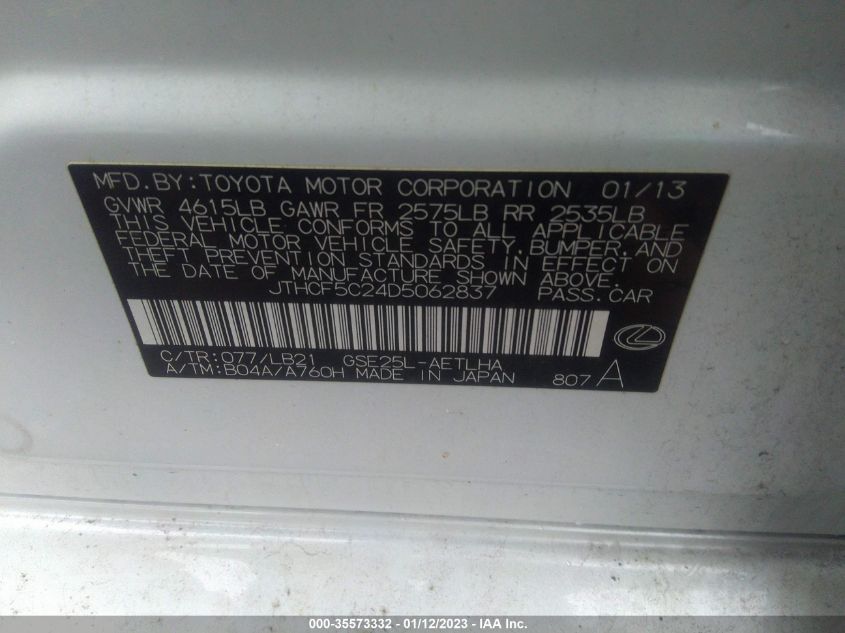 MFD.BY:TOYOTA MOTOR CORPORATION 01/13
GVWR 4615LB GAWR FR 2575LB RR 2535LB
THIS VEHICLE CONFORMS TO ALL APPLICABLE
FEDERAL MOTOR VEHICLE SAFETY, BUMPER, AND
THEFT PREVENTION STANDARDS IN EFFECT ON
THE DATE OF MANUFACTURE SHOWN ABOVE.
JTHCF5C24D5062837 PASS.CAR
C/TR:077/LB21 GSE25L-AETLHA
A/TM:B04A/A760H MADE IN JAPAN 807 A
000-35573332 - 01/12/2023 - IAA Inc.